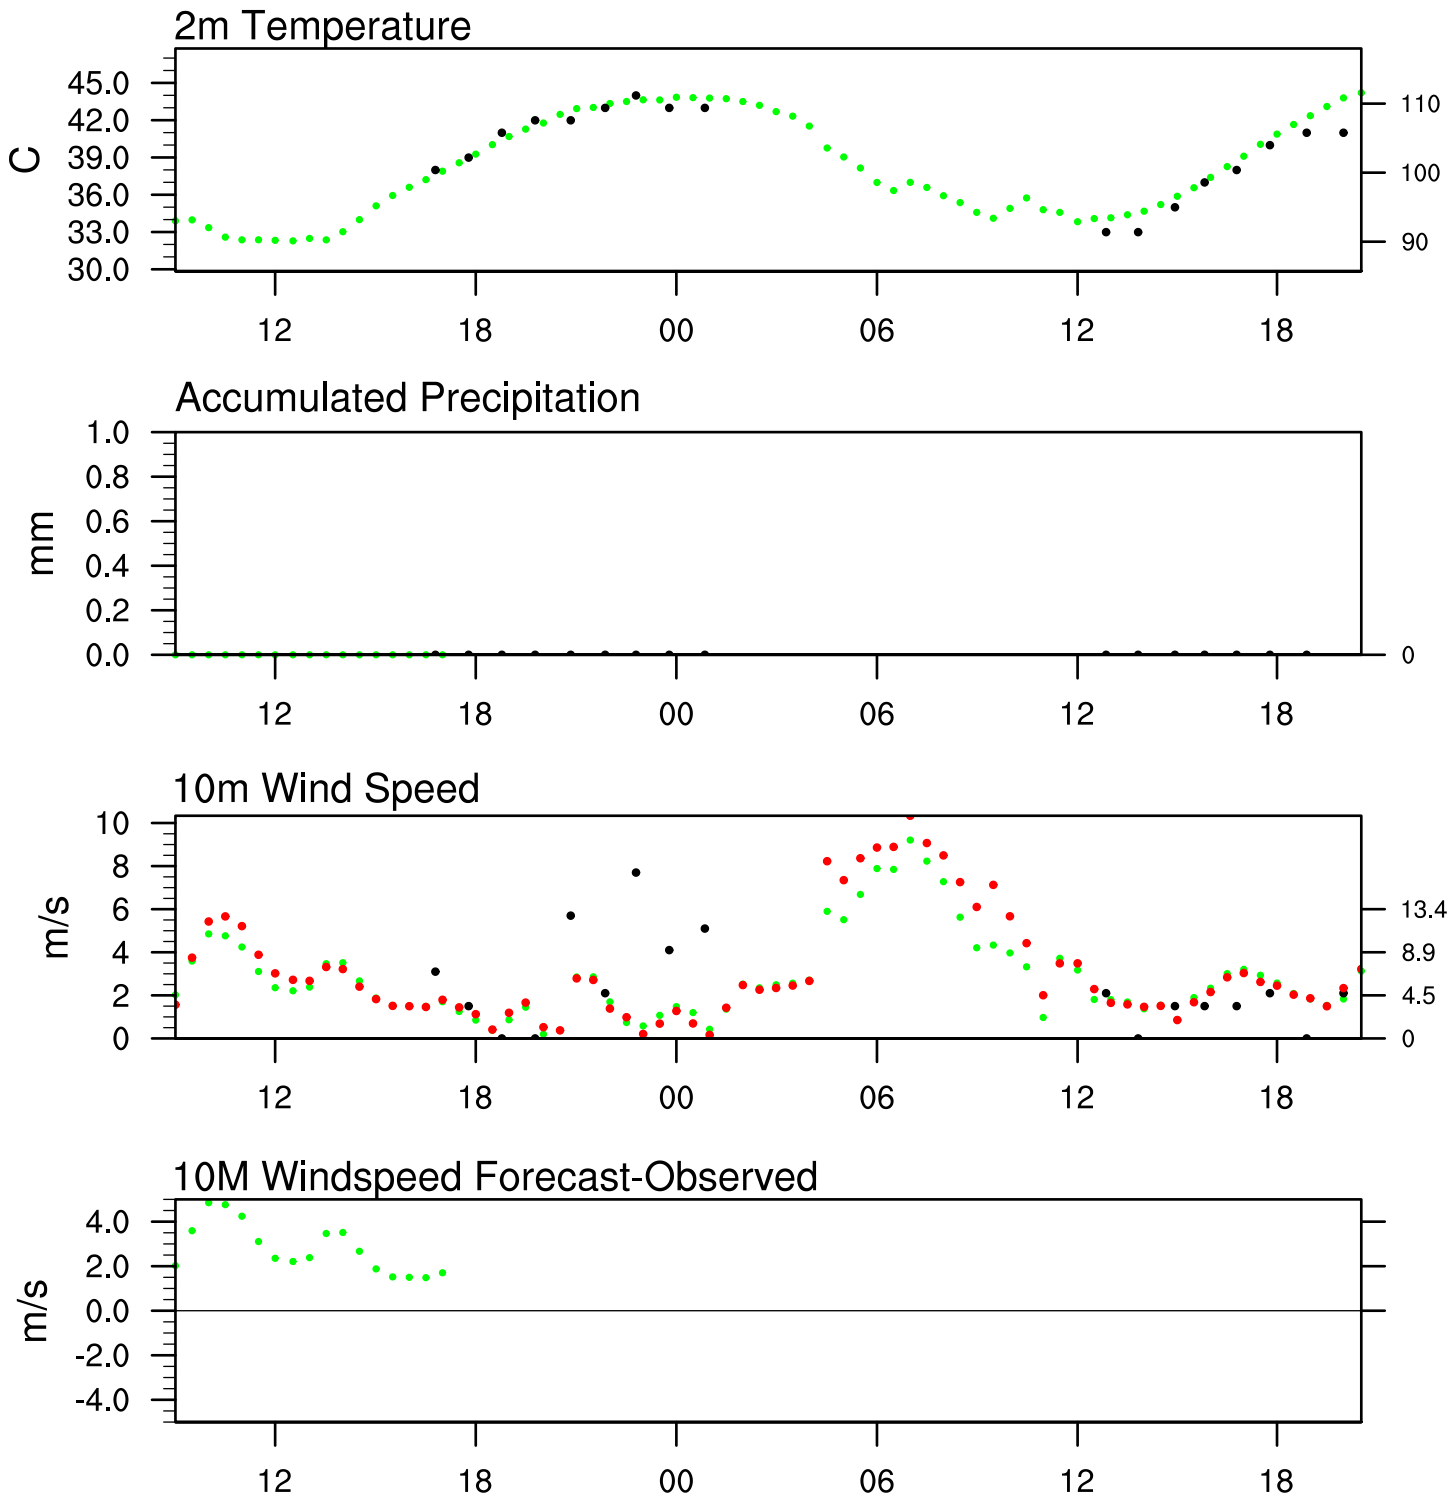 2m Temperature
45.0
42.0
39.0
36.0
33.0
30.0
C
110
100
90
12 18 00 06 12 18
Accumulated Precipitation
1.0
0.8
0.6
0.4
0.2
0.0
mm
0
12 18 00 06 12 18
10m Wind Speed
10
8
6
4
2
0
m/s
13.4
8.9
4.5
0
12 18 00 06 12 18
10M Windspeed Forecast-Observed
4.0
2.0
0.0
-2.0
-4.0
m/s
12 18 00 06 12 18